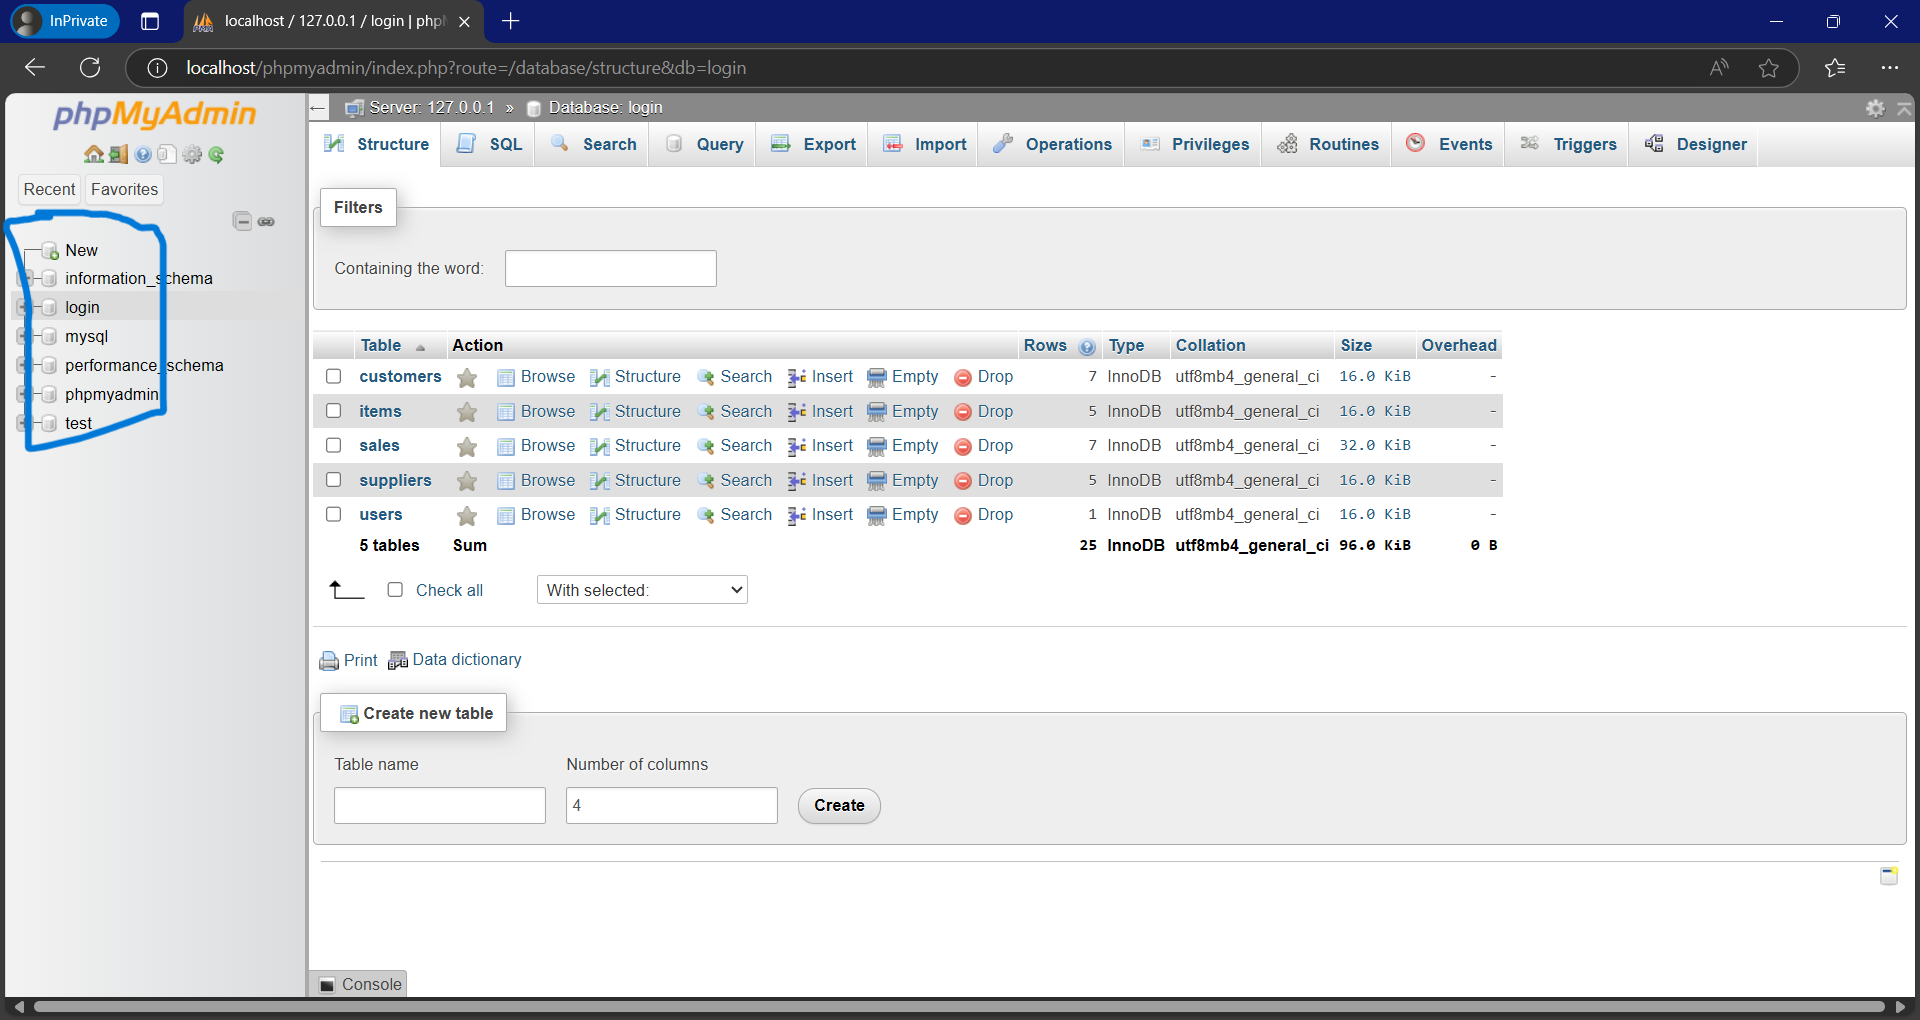 InPrivate
localhost / 127.0.0.1 / login | phpM
localhost/phpmyadmin/index.php?route=/database/structure&db=login
phpMyAdmin
Recent Favorites
New
information_schema
login
mysql
performance_schema
phpmyadmin
test
Server: 127.0.0.1 » Database: login
Structure SQL Search Query Export Import Operations Privileges Routines Events Triggers Designer
Filters
Containing the word:
Table Action Rows Type Collation Size Overhead
customers Browse Structure Search Insert Empty Drop 7 InnoDB utf8mb4_general_ci 16.0 KiB -
items Browse Structure Search Insert Empty Drop 5 InnoDB utf8mb4_general_ci 16.0 KiB -
sales Browse Structure Search Insert Empty Drop 7 InnoDB utf8mb4_general_ci 32.0 KiB -
suppliers Browse Structure Search Insert Empty Drop 5 InnoDB utf8mb4_general_ci 16.0 KiB -
users Browse Structure Search Insert Empty Drop 1 InnoDB utf8mb4_general_ci 16.0 KiB -
5 tables Sum 25 InnoDB utf8mb4_general_ci 96.0 KiB 0 B
Check all With selected:
Print Data dictionary
Create new table
Table name Number of columns
4 Create
Console